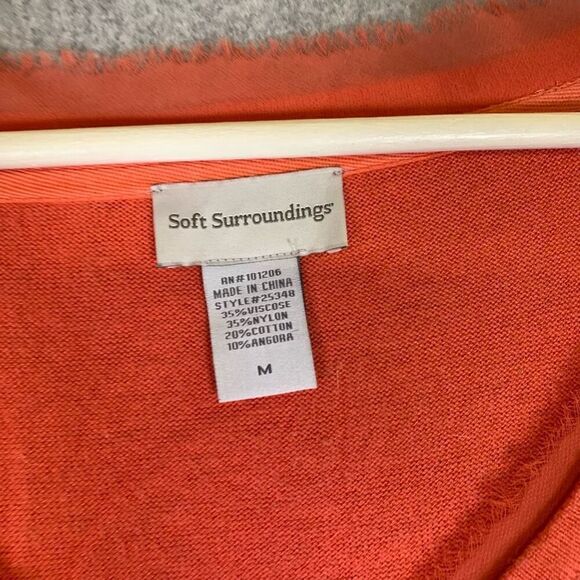 Soft Surroundings®
RN#101206
MADE IN CHINA
STYLE#25348
35%VISCOSE
35%NYLON
20%COTTON
10%ANGORA
M